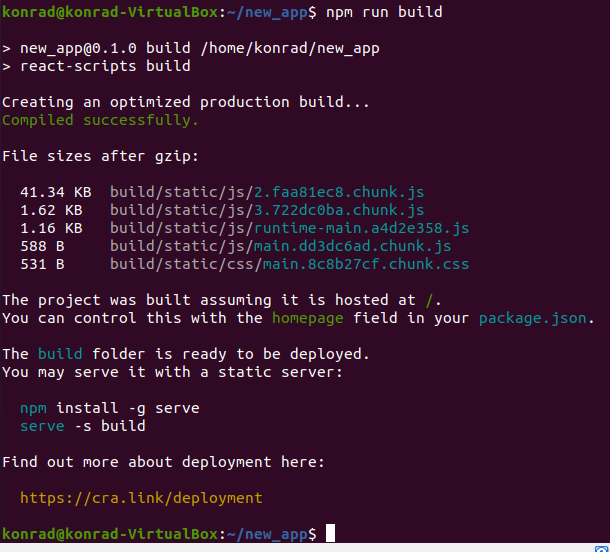 konrad@konrad-VirtualBox:~/new_app$ npm run build
> new_app@0.1.0 build /home/konrad/new_app
> react-scripts build
Creating an optimized production build...
Compiled successfully.
File sizes after gzip:
41.34 KB  build/static/js/2.faa81ec8.chunk.js
1.62 KB   build/static/js/3.722dc0ba.chunk.js
1.16 KB   build/static/js/runtime-main.a4d2e358.js
588 B     build/static/js/main.dd3dc6ad.chunk.js
531 B     build/static/css/main.8c8b27cf.chunk.css
The project was built assuming it is hosted at /.
You can control this with the homepage field in your package.json.
The build folder is ready to be deployed.
You may serve it with a static server:
npm install -g serve
serve -s build
Find out more about deployment here:
https://cra.link/deployment
konrad@konrad-VirtualBox:~/new_app$